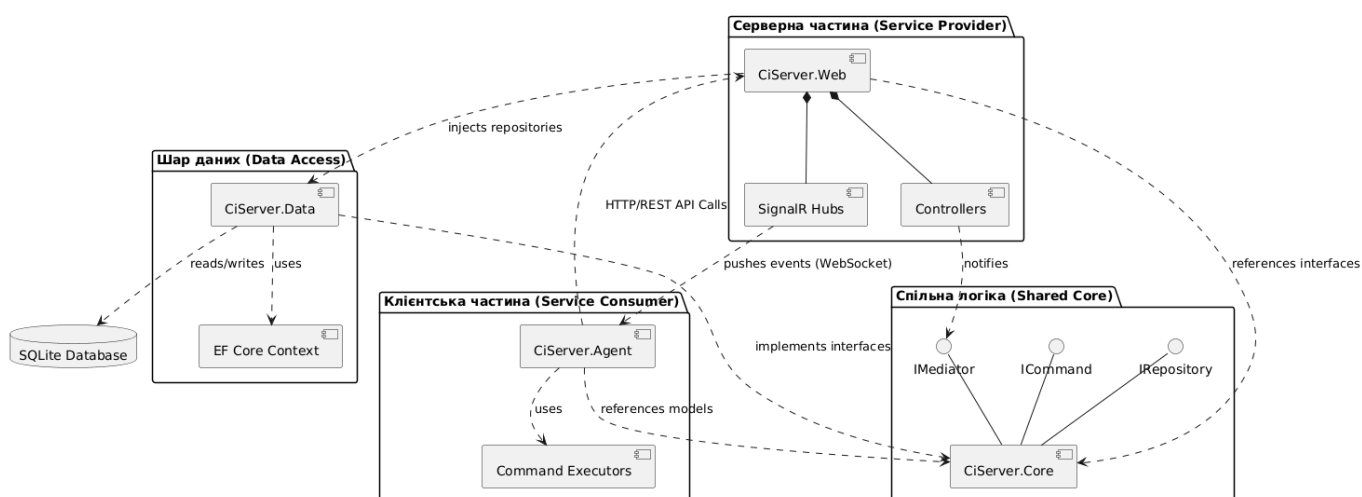 Серверна частина (Service Provider)
CiServer.Web
injects repositories
Шар даних (Data Access)
CiServer.Data
HTTP/REST API Calls
SignalR Hubs
Controllers
reads/writes
uses
pushes events (WebSocket)
notifies
references interfaces
Клієнтська частина (Service Consumer)
Спільна логіка (Shared Core)
SQLite Database
EF Core Context
CiServer.Agent
implements interfaces
IMediator
ICommand
IRepository
uses
references models
Command Executors
CiServer.Core